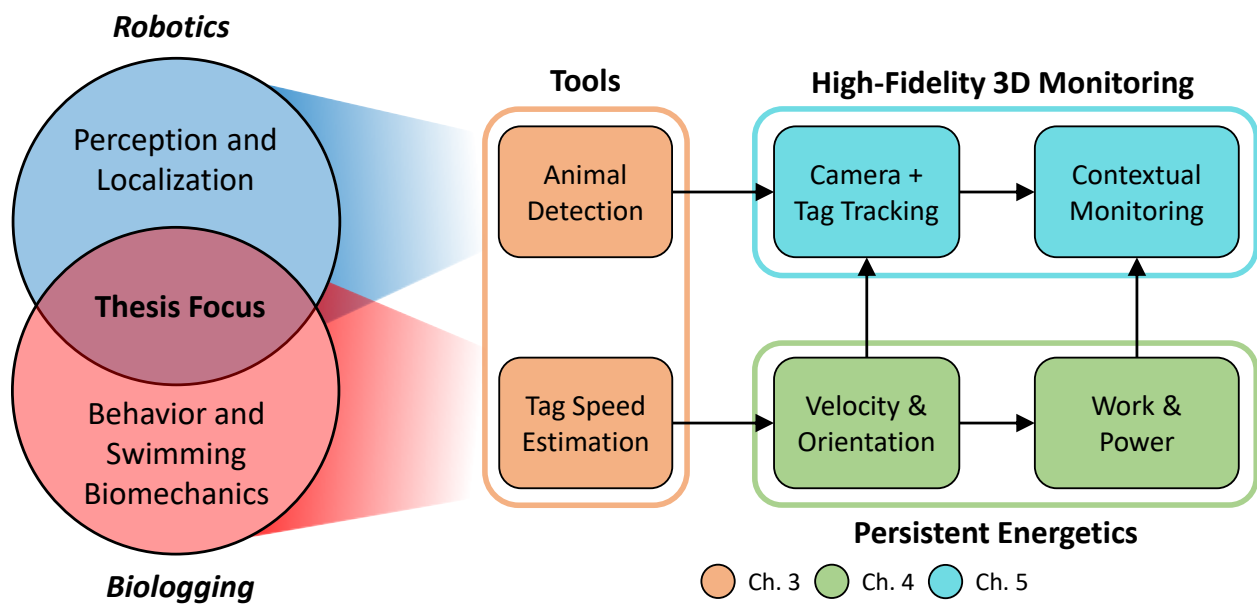 Robotics
Perception and
Localization
Thesis Focus
Behavior and
Swimming
Biomechanics
Biologging
Tools
Animal
Detection
Tag Speed
Estimation
High-Fidelity 3D Monitoring
Camera +
Tag Tracking
Contextual
Monitoring
Velocity &
Orientation
Work &
Power
Persistent Energetics
Ch. 3
Ch. 4
Ch. 5